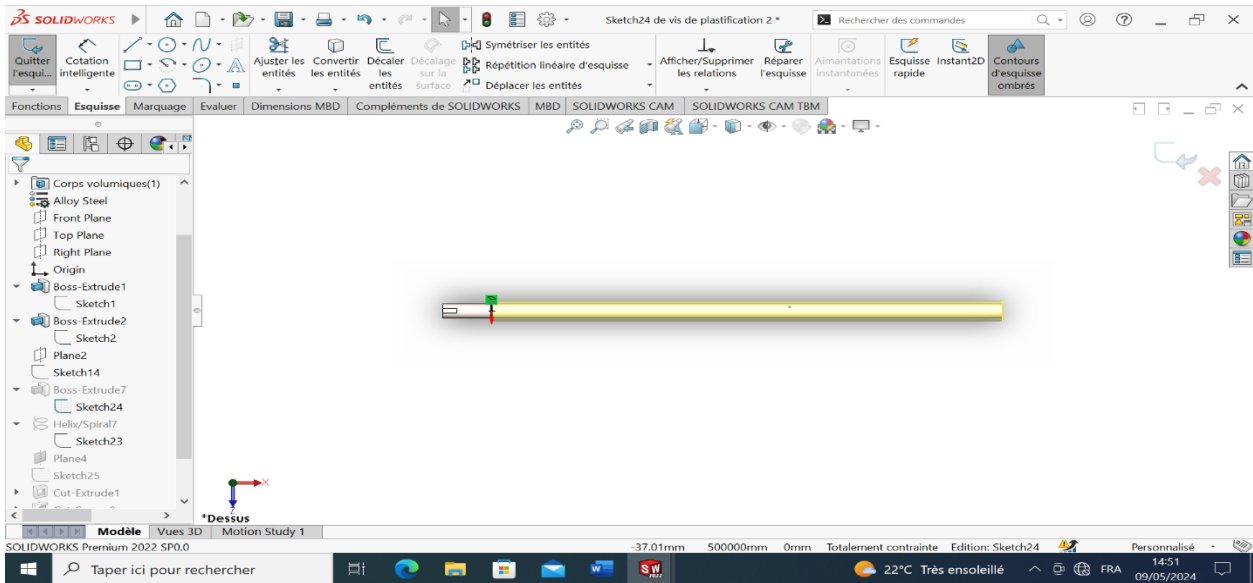 SOLIDWORKS
Sketch24 de vis de plastification 2 *
Rechercher des commandes
Quitter l'esqui...
Cotation intelligente
Ajuster les entités
Convertir les entités
Décaler les entités
Décalage sur la surface
Symétriser les entités
Répétition linéaire d'esquisse
Déplacer les entités
Afficher/Supprimer les relations
Réparer l'esquisse
Aimantations instantanées
Esquisse rapide
Instant2D
Contours d'esquisse ombrés
Fonctions Esquisse Marquage Evaluer Dimensions MBD Compléments de SOLIDWORKS MBD SOLIDWORKS CAM SOLIDWORKS CAM TBM
Corps volumiques(1)
Alloy Steel
Front Plane
Top Plane
Right Plane
Origin
Boss-Extrude1
Sketch1
Boss-Extrude2
Sketch2
Plane2
Sketch14
Boss-Extrude7
Sketch24
Helix/Spiral7
Sketch23
Plane4
Sketch25
Cut-Extrude1
X
Z
*Dessus
Modèle Vues 3D Motion Study 1
SOLIDWORKS Premium 2022 SP0.0 -37.01mm 500000mm 0mm Totalement contrainte Edition: Sketch24 Personnalisé -
Taper ici pour rechercher
22°C Très ensoleillé FRA 14:51
09/05/2024